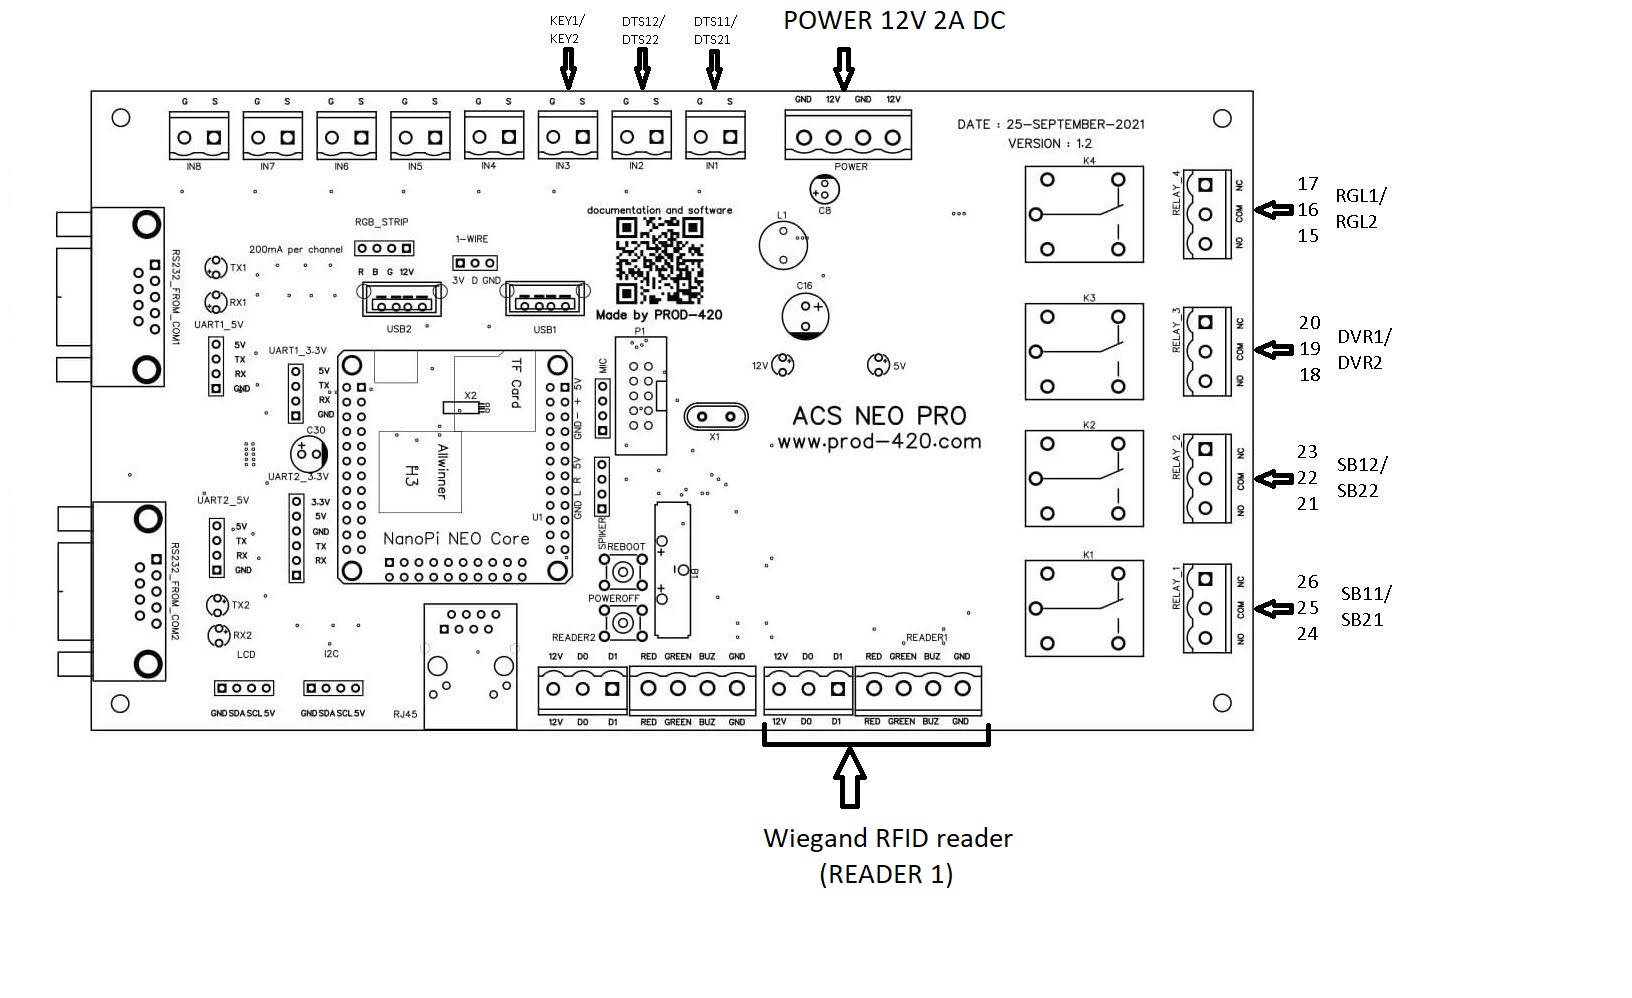 KEY1/
KEY2
DTS12/
DTS22
DTS11/
DTS21
POWER 12V 2A DC
G S
G S
G S
G S
G S
G S
G S
G S
GND 12V GND 12V
IN8
IN7
IN6
IN5
IN4
IN3
IN2
IN1
POWER
DATE : 25-SEPTEMBER-2021
VERSION : 1.2
K4
RELAY_4
NC
COM
NO
17
16
15
RGL1/
RGL2
C8
L1
documentation and software
RGB_STRIP
200mA per channel
R B G 12V
1-WIRE
3V D GND
USB2
USB1
Made by PROD-420
P1
C16
12V
5V
K3
RELAY_3
NC
COM
NO
20
19
18
DVR1/
DVR2
RS232_FROM_COM1
TX1
RX1
UART1_5V
5V
TX
RX
GND
UART1_3.3V
5V
TX
RX
GND
C30
TF Card
X2
Allwinner
H3
NanoPi NEO Core
U1
MIC
GND - + 5V
X1
ACS NEO PRO
www.prod-420.com
K2
RELAY_2
NC
COM
NO
23
22
21
SB12/
SB22
UART2_3.3V
3.3V
5V
GND
TX
RX
UART2_5V
5V
TX
RX
GND
RS232_FROM_COM2
TX2
RX2
GND L R 5V
SPIKER
REBOOT
POWEROFF
B1
K1
RELAY_1
NC
COM
NO
26
25
24
SB11/
SB21
LCD
GND SDA SCL 5V
I2C
GND SDA SCL 5V
RJ45
READER2
12V D0 D1 RED GREEN BUZ GND
12V D0 D1 RED GREEN BUZ GND
READER1
12V D0 D1 RED GREEN BUZ GND
12V D0 D1 RED GREEN BUZ GND
Wiegand RFID reader
(READER 1)